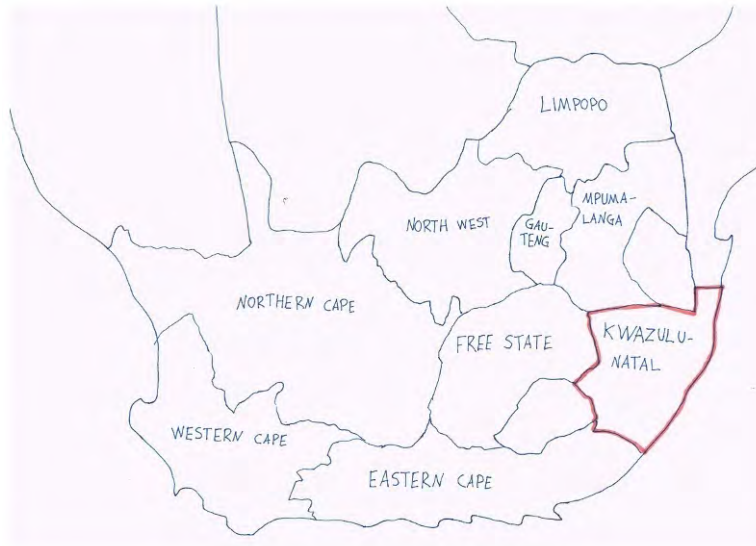 LIMPOPO
MPUMA-
LANGA
NORTH WEST
GAU-
TENG
NORTHERN CAPE
FREE STATE
KWAZULU-
NATAL
WESTERN CAPE
EASTERN CAPE